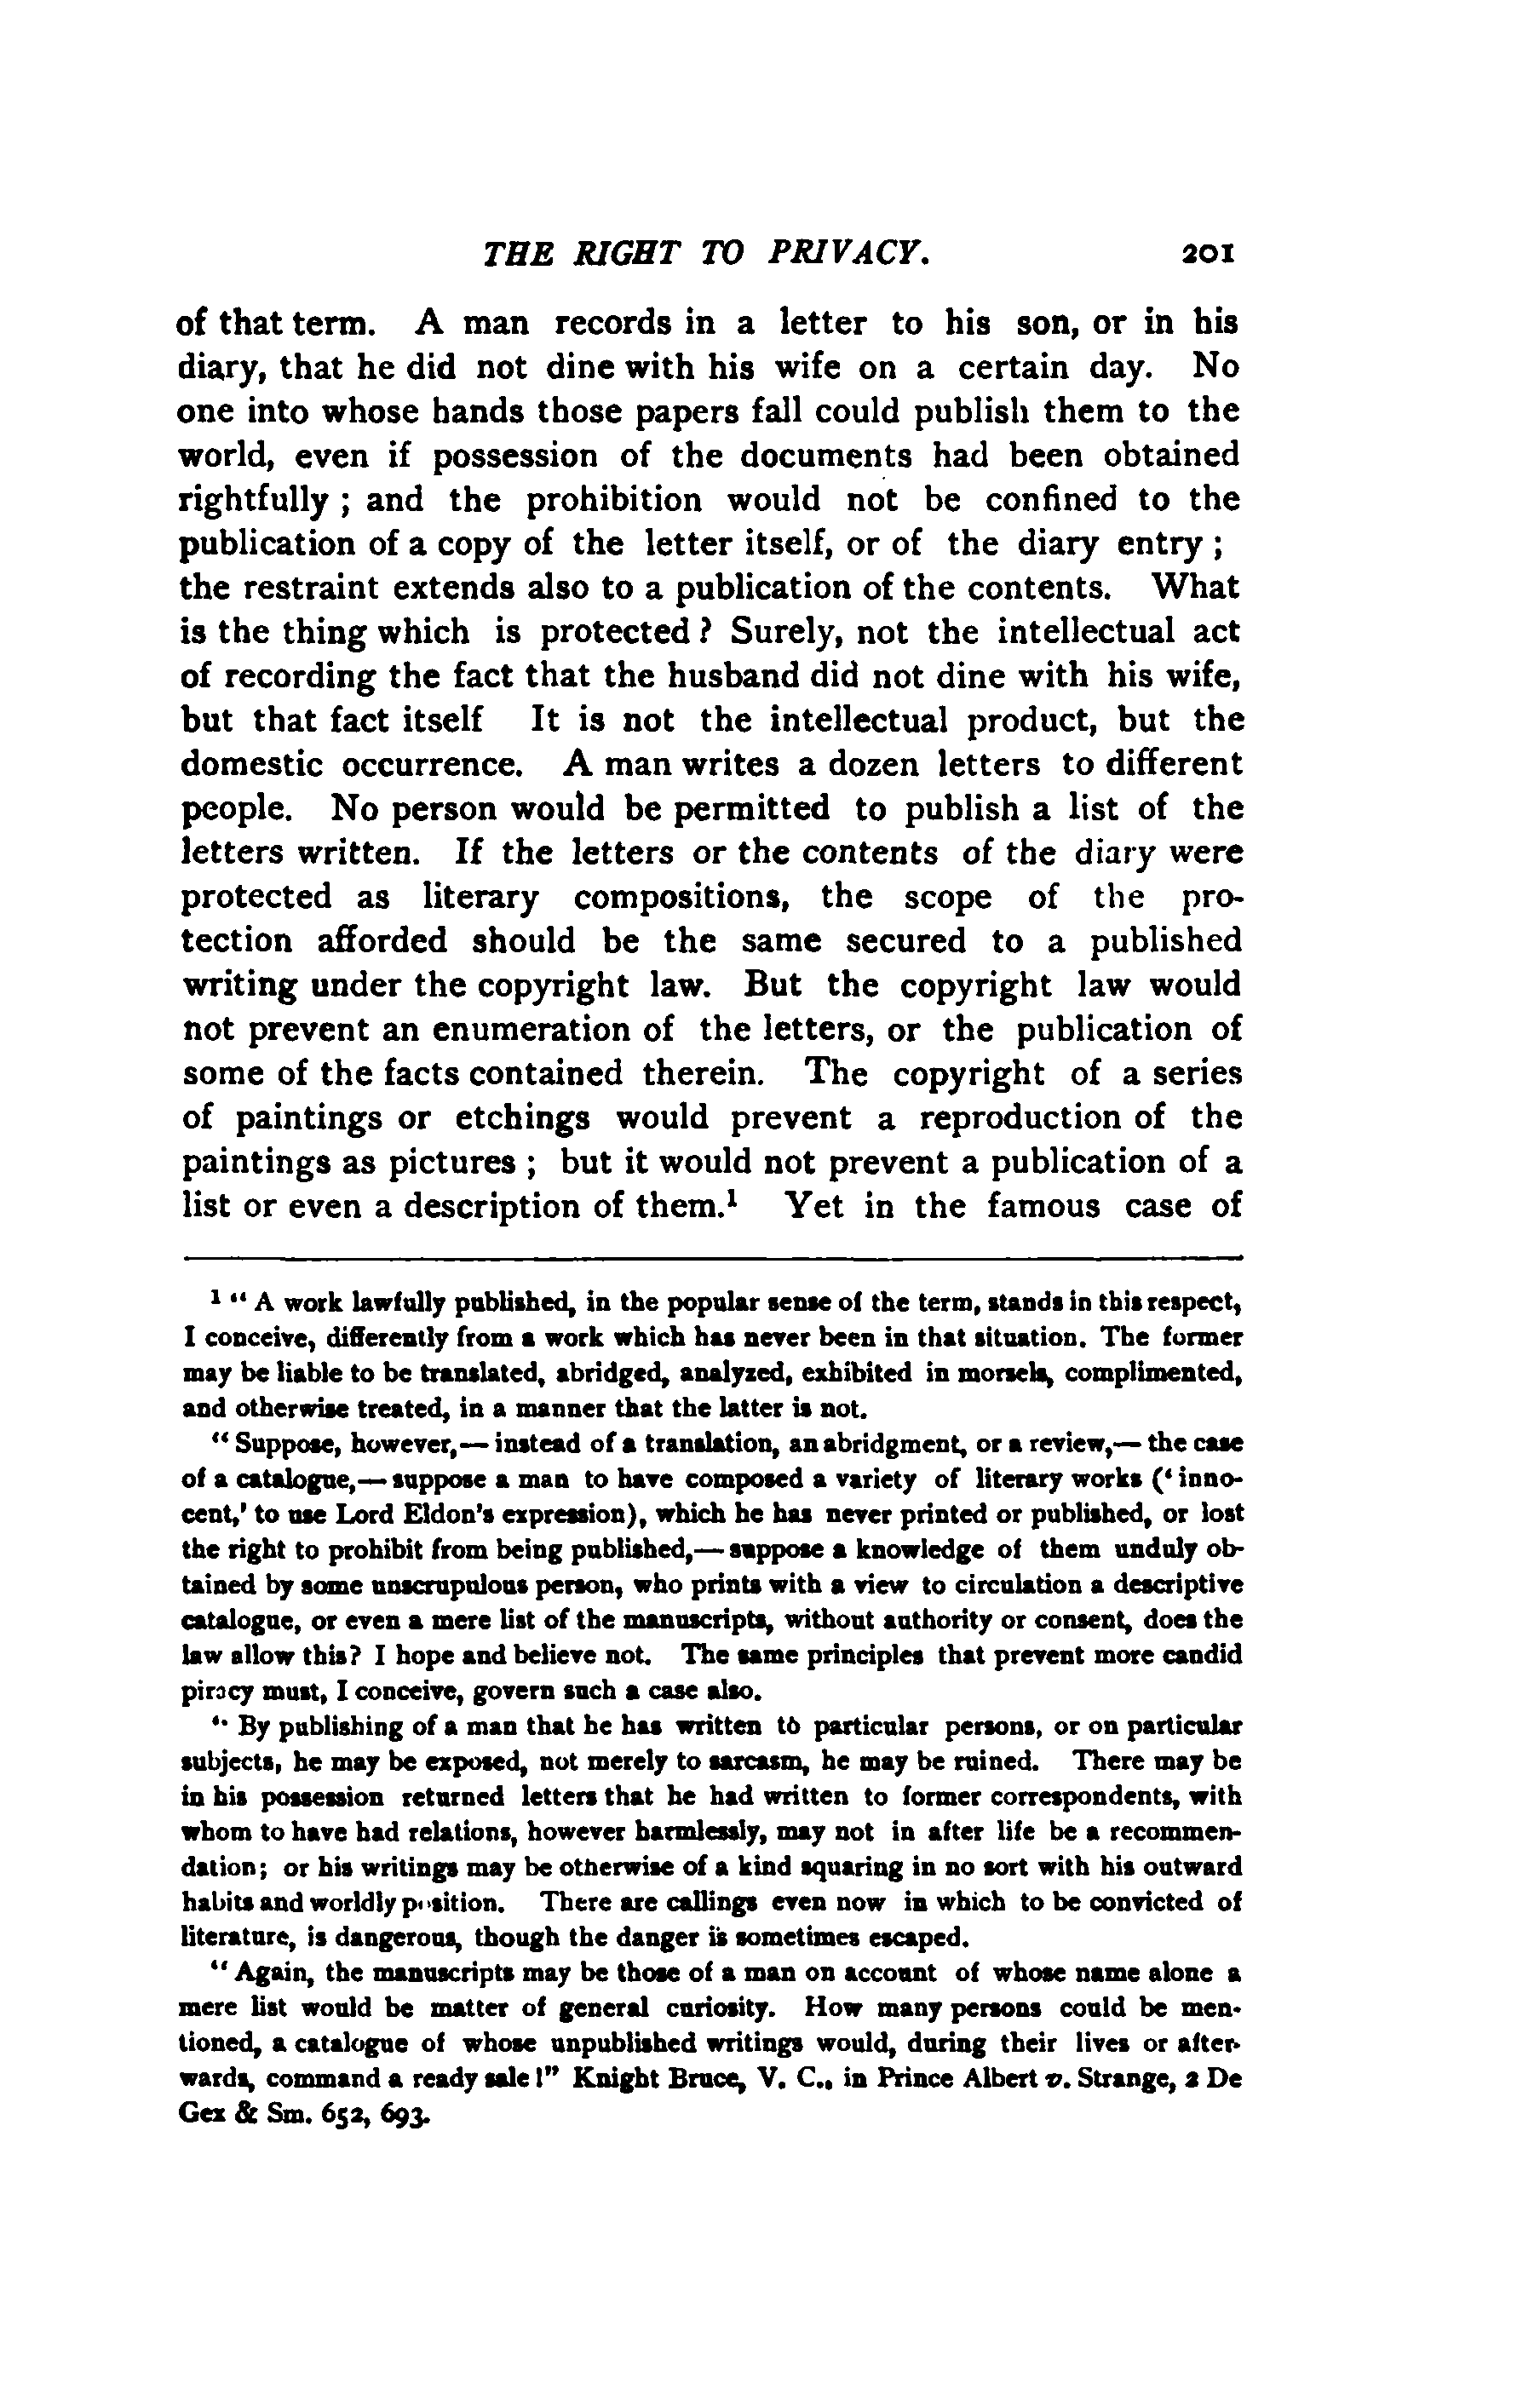 THE RIGHT TO PRIVACY. 201
of that term. A man records in a letter to his son, or in his
diary, that he did not dine with his wife on a certain day. No
one into whose hands those papers fall could publish them to the
world, even if possession of the documents had been obtained
rightfully ; and the prohibition would not be confined to the
publication of a copy of the letter itself, or of the diary entry ;
the restraint extends also to a publication of the contents. What
is the thing which is protected ? Surely, not the intellectual act
of recording the fact that the husband did not dine with his wife,
but that fact itself It is not the intellectual product, but the
domestic occurrence. A man writes a dozen letters to different
people. No person would be permitted to publish a list of the
letters written. If the letters or the contents of the diary were
protected as literary compositions, the scope of the pro-
tection afforded should be the same secured to a published
writing under the copyright law. But the copyright law would
not prevent an enumeration of the letters, or the publication of
some of the facts contained therein. The copyright of a series
of paintings or etchings would prevent a reproduction of the
paintings as pictures ; but it would not prevent a publication of a
list or even a description of them.¹ Yet in the famous case of
¹ “ A work lawfully published, in the popular sense of the term, stands in this respect,
I conceive, differently from a work which has never been in that situation. The former
may be liable to be translated, abridged, analyzed, exhibited in morsels, complimented,
and otherwise treated, in a manner that the latter is not.
“ Suppose, however,— instead of a translation, an abridgment, or a review,— the case
of a catalogue,— suppose a man to have composed a variety of literary works (‘ inno-
cent,’ to use Lord Eldon’s expression), which he has never printed or published, or lost
the right to prohibit from being published,— suppose a knowledge of them unduly ob-
tained by some unscrupulous person, who prints with a view to circulation a descriptive
catalogue, or even a mere list of the manuscripts, without authority or consent, does the
law allow this? I hope and believe not. The same principles that prevent more candid
piracy must, I conceive, govern such a case also.
“ By publishing of a man that he has written to particular persons, or on particular
subjects, he may be exposed, not merely to sarcasm, he may be ruined. There may be
in his possession returned letters that he had written to former correspondents, with
whom to have had relations, however harmlessly, may not in after life be a recommen-
dation ; or his writings may be otherwise of a kind squaring in no sort with his outward
habits and worldly position. There are callings even now in which to be convicted of
literature, is dangerous, though the danger is sometimes escaped.
“ Again, the manuscripts may be those of a man on account of whose name alone a
mere list would be matter of general curiosity. How many persons could be men-
tioned, a catalogue of whose unpublished writings would, during their lives or after-
wards, command a ready sale !” Knight Bruce, V. C., in Prince Albert v. Strange, 2 De
Gex & Sm. 652, 693.